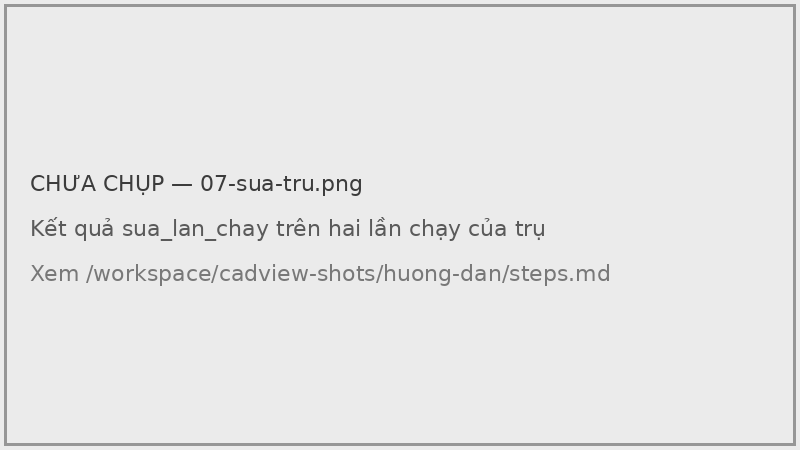 CHƯA CHỤP — 07-sua-tru.png
Kết quả sua_lan_chay trên hai lần chạy của trụ
Xem /workspace/cadview-shots/huong-dan/steps.md